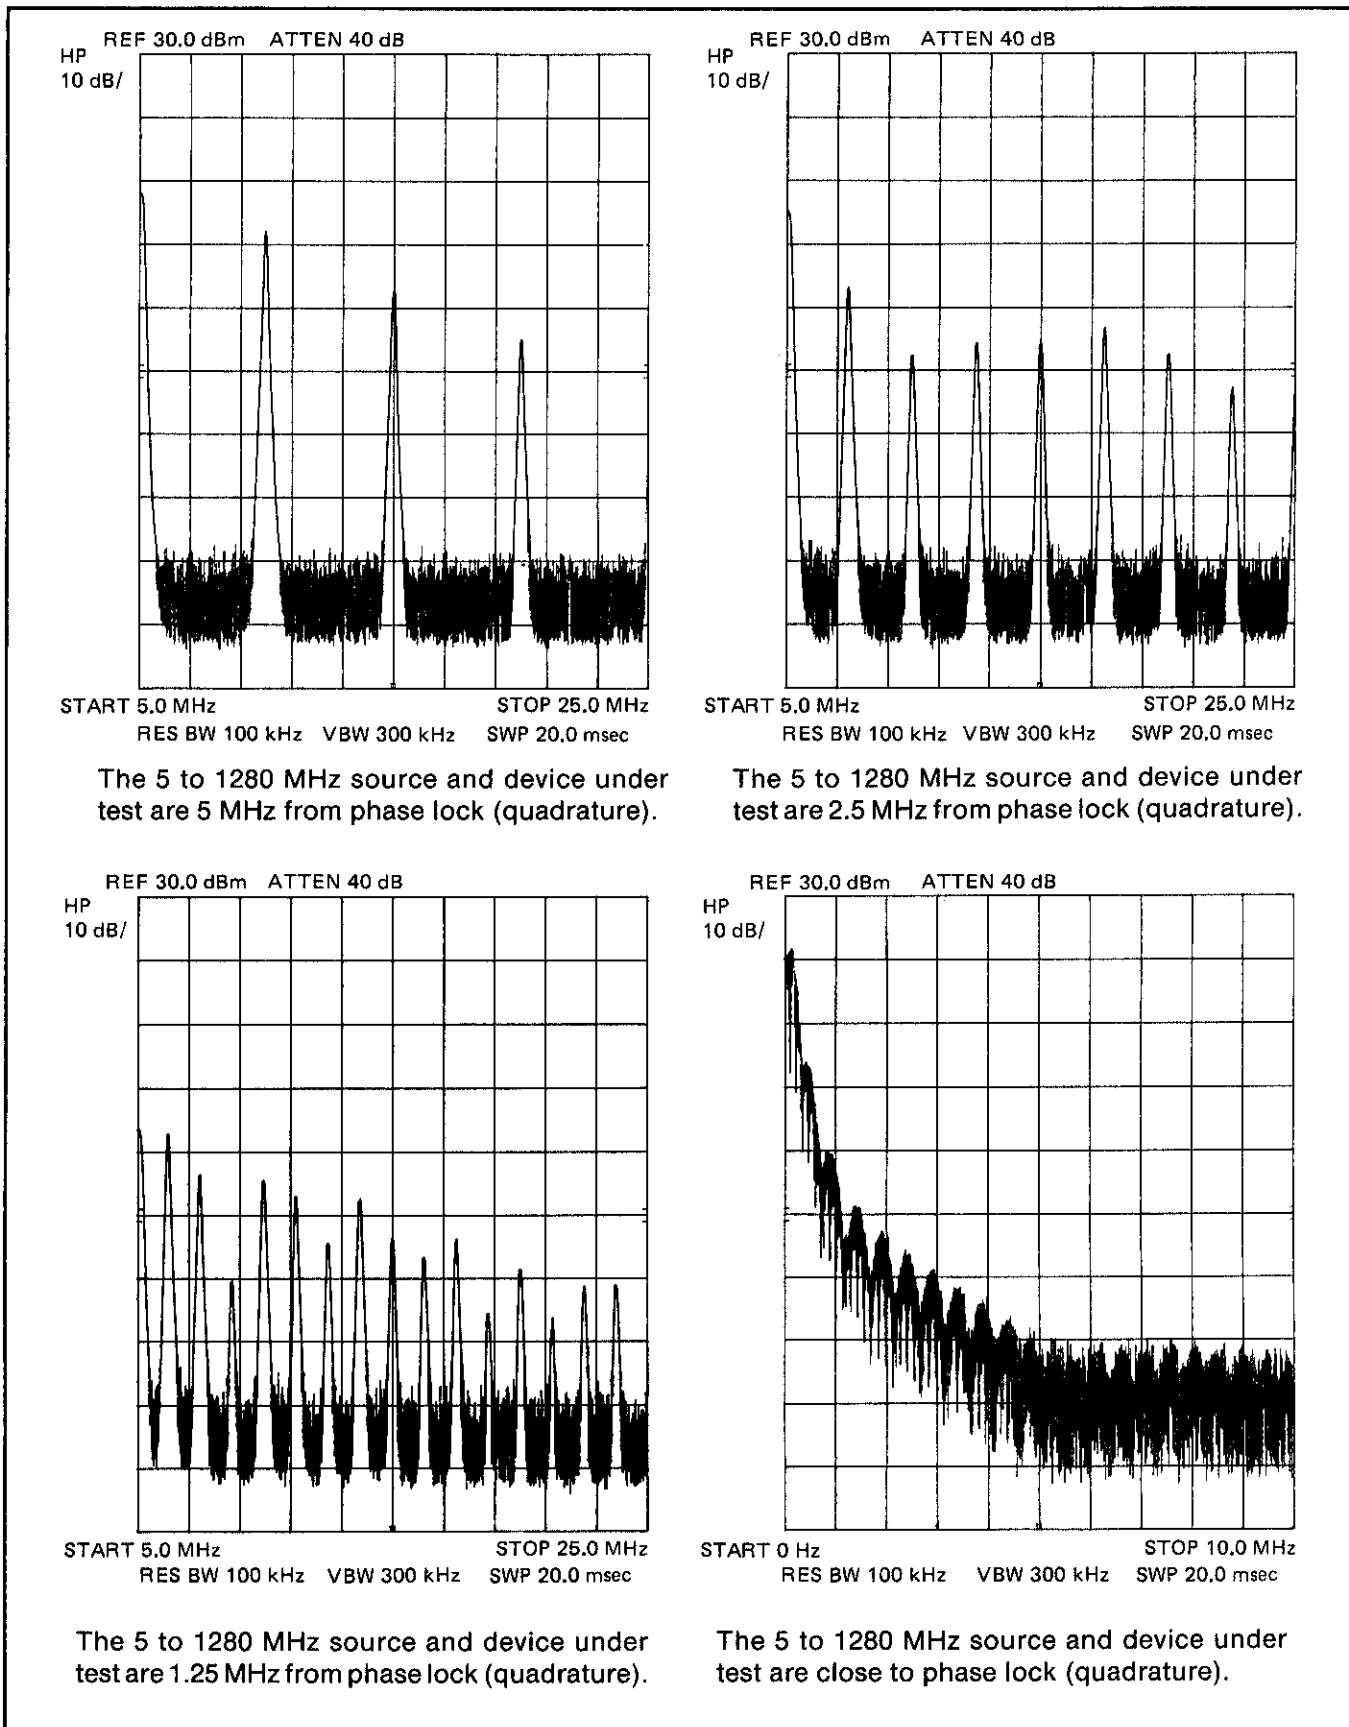 REF 30.0 dBm ATTEN 40 dB
HP
10 dB/
START 5.0 MHz STOP 25.0 MHz
RES BW 100 kHz VBW 300 kHz SWP 20.0 msec
The 5 to 1280 MHz source and device under
test are 5 MHz from phase lock (quadrature).
REF 30.0 dBm ATTEN 40 dB
HP
10 dB/
START 5.0 MHz STOP 25.0 MHz
RES BW 100 kHz VBW 300 kHz SWP 20.0 msec
The 5 to 1280 MHz source and device under
test are 2.5 MHz from phase lock (quadrature).
REF 30.0 dBm ATTEN 40 dB
HP
10 dB/
START 5.0 MHz STOP 25.0 MHz
RES BW 100 kHz VBW 300 kHz SWP 20.0 msec
The 5 to 1280 MHz source and device under
test are 1.25 MHz from phase lock (quadrature).
REF 30.0 dBm ATTEN 40 dB
HP
10 dB/
START 0 Hz STOP 10.0 MHz
RES BW 100 kHz VBW 300 kHz SWP 20.0 msec
The 5 to 1280 MHz source and device under
test are close to phase lock (quadrature).